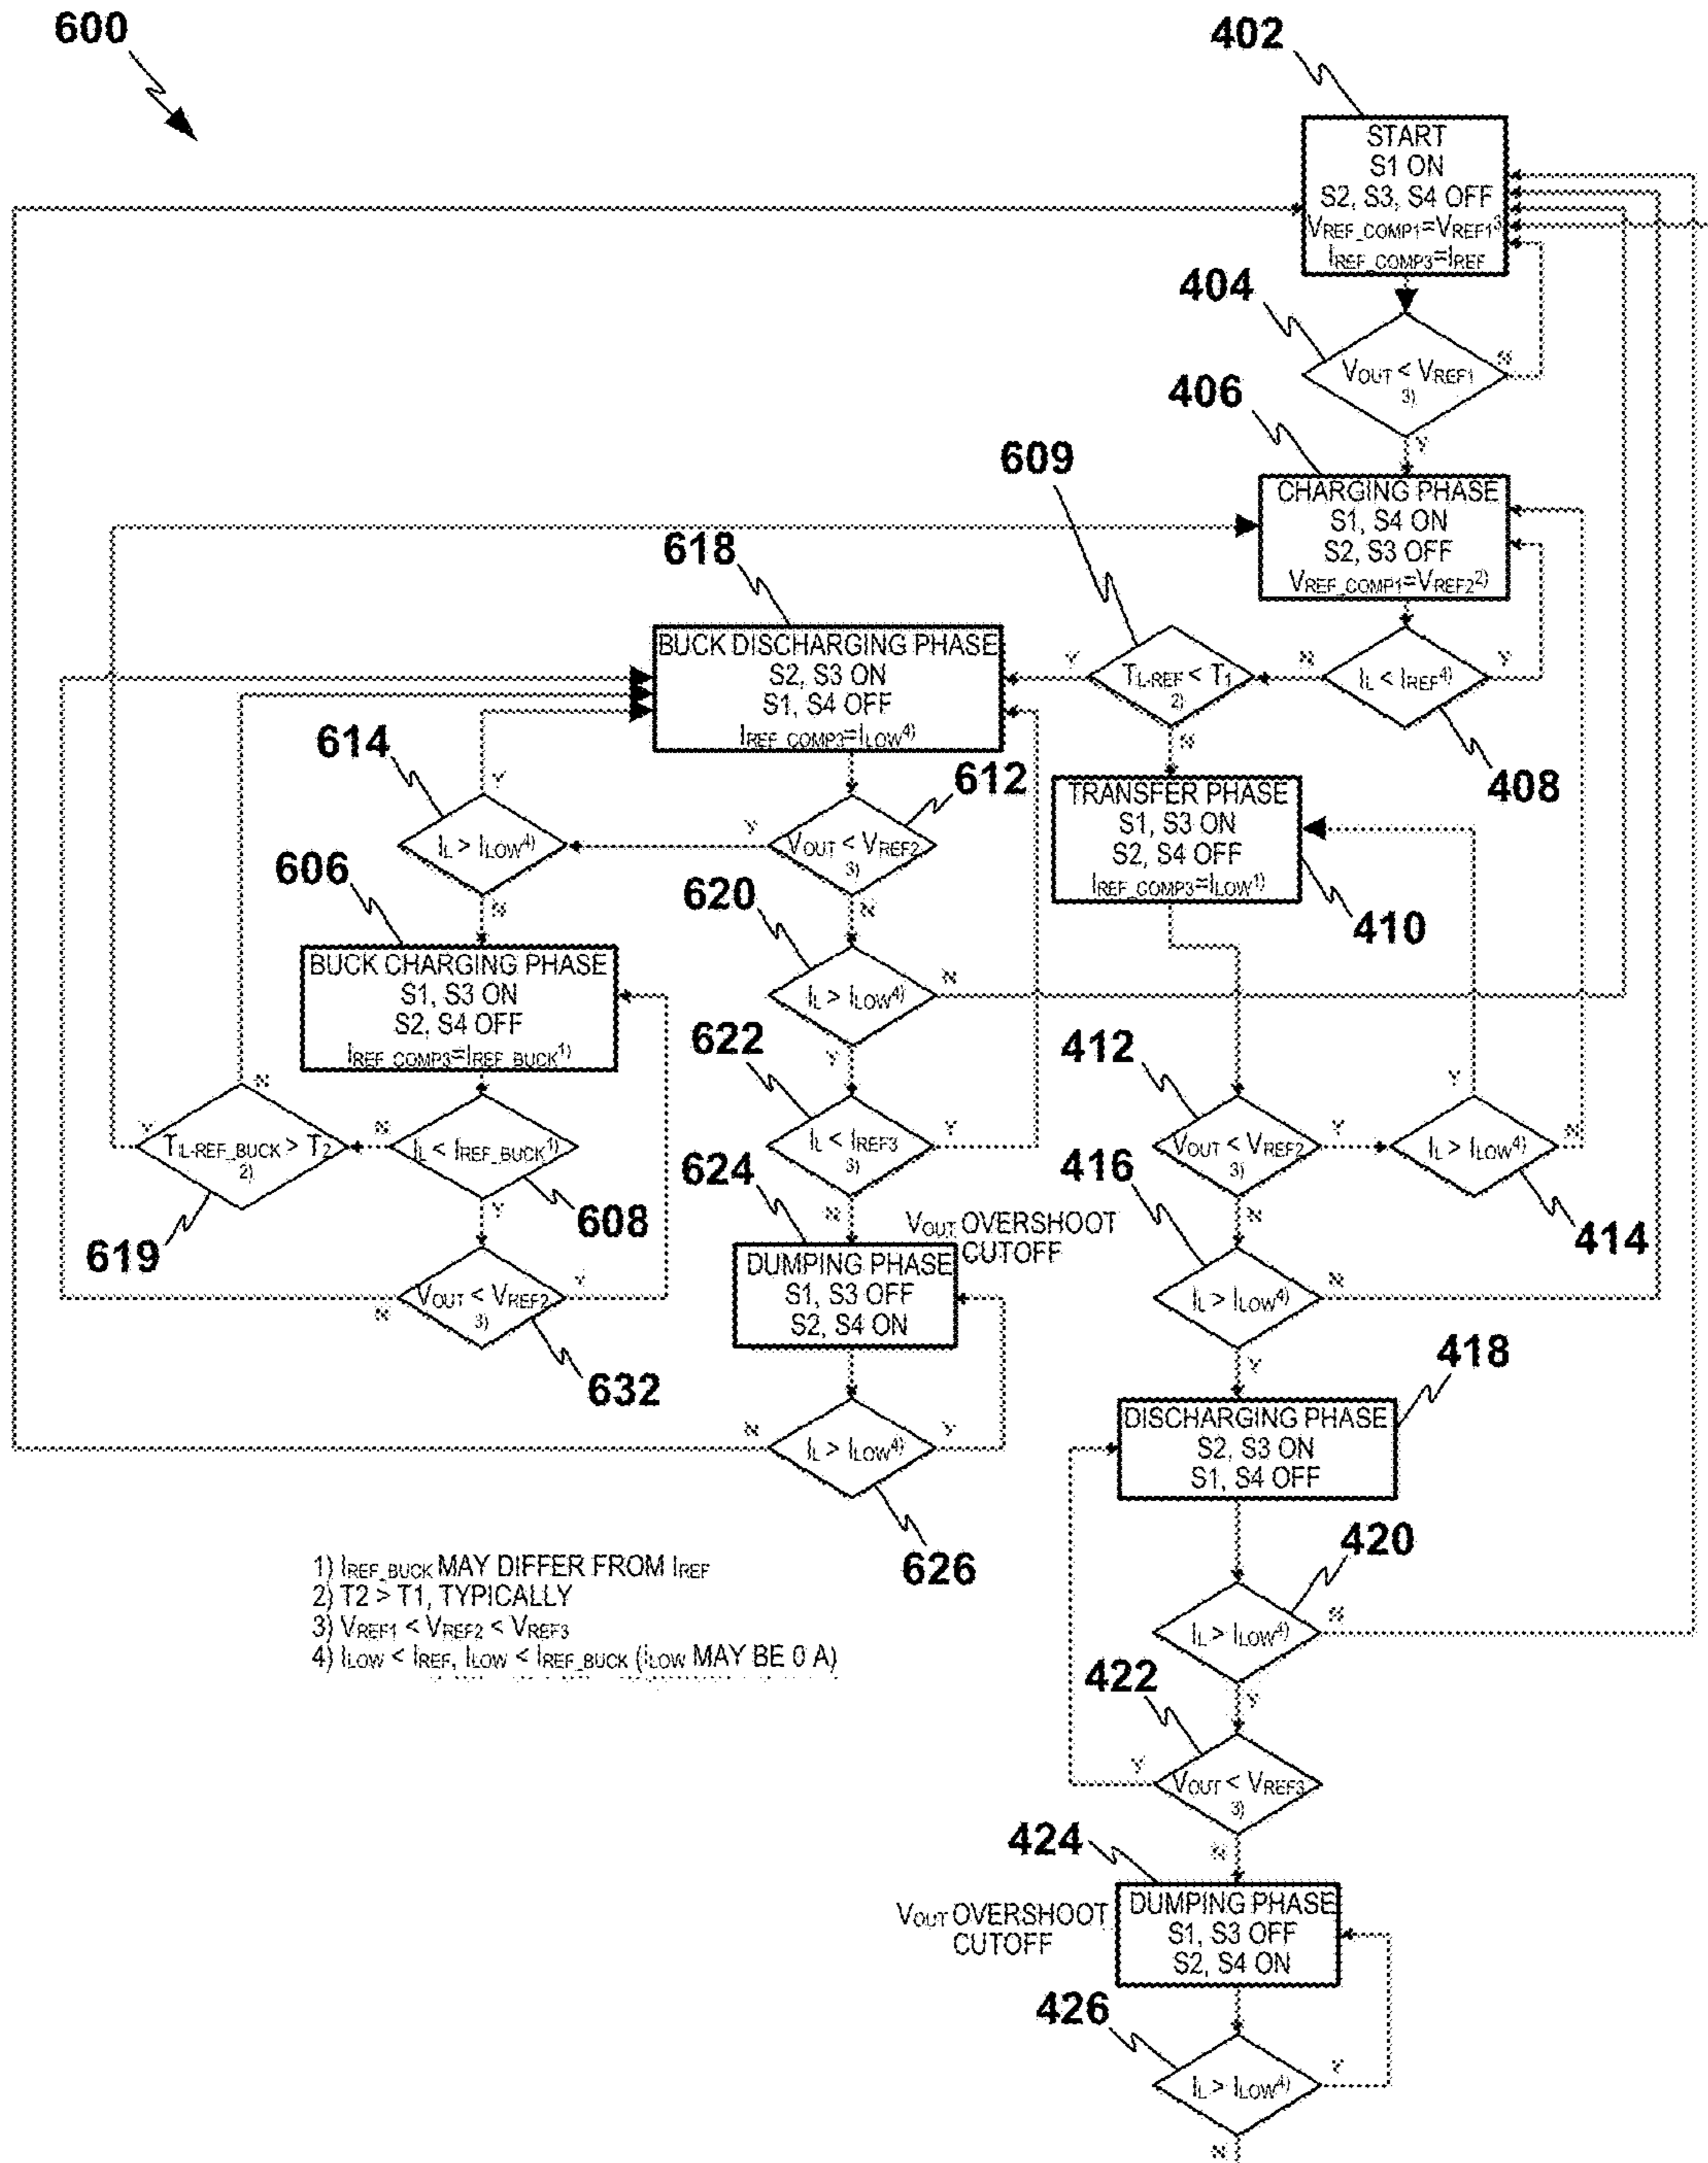 600
402
START
S1 ON
S2, S3, S4 OFF
VREF_COMP1=VREF1 3)
IREF_COMP3=IREF
404
VOUT < VREF1
3)
N
Y
406
CHARGING PHASE
S1, S4 ON
S2, S3 OFF
VREF_COMP1=VREF2 2)
609
TIL-REF < T1
2)
Y
N
N
IL < IREF 4)
Y
408
618
BUCK DISCHARGING PHASE
S2, S3 ON
S1, S4 OFF
IREF_COMP3=ILOW 4)
614
IL > ILOW 4)
Y
N
612
VOUT < VREF2
3)
Y
N
TRANSFER PHASE
S1, S3 ON
S2, S4 OFF
IREF_COMP3=ILOW 1)
410
606
BUCK CHARGING PHASE
S1, S3 ON
S2, S4 OFF
IREF_COMP3=IREF_BUCK 1)
620
IL > ILOW 4)
N
Y
622
IL < IREF3
3)
Y
N
412
VOUT < VREF2
3)
Y
N
IL > ILOW 4)
Y
N
414
N
Y
TIL-REF_BUCK > T2
2)
619
N
IL < IREF_BUCK 1)
Y
608
VOUT < VREF2
3)
N
Y
632
624
VOUT OVERSHOOT
CUTOFF
DUMPING PHASE
S1, S3 OFF
S2, S4 ON
416
IL > ILOW 4)
N
Y
N
IL > ILOW 4)
Y
626
418
DISCHARGING PHASE
S2, S3 ON
S1, S4 OFF
420
IL > ILOW 4)
N
Y
1) IREF_BUCK MAY DIFFER FROM IREF
2) T2 > T1, TYPICALLY
3) VREF1 < VREF2 < VREF3
4) ILOW < IREF, ILOW < IREF_BUCK (ILOW MAY BE 0 A)
422
Y
VOUT < VREF3
3)
N
424
VOUT OVERSHOOT
CUTOFF
DUMPING PHASE
S1, S3 OFF
S2, S4 ON
426
IL > ILOW 4)
Y
N